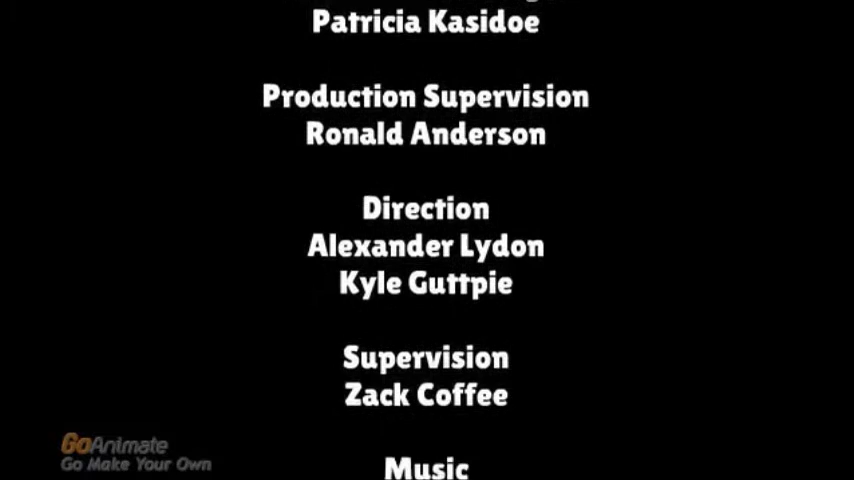 Patricia Kasidoe
Production Supervision
Ronald Anderson
Direction
Alexander Lydon
Kyle Guttpie
Supervision
Zack Coffee
GoAnimate
Go Make Your Own
Music